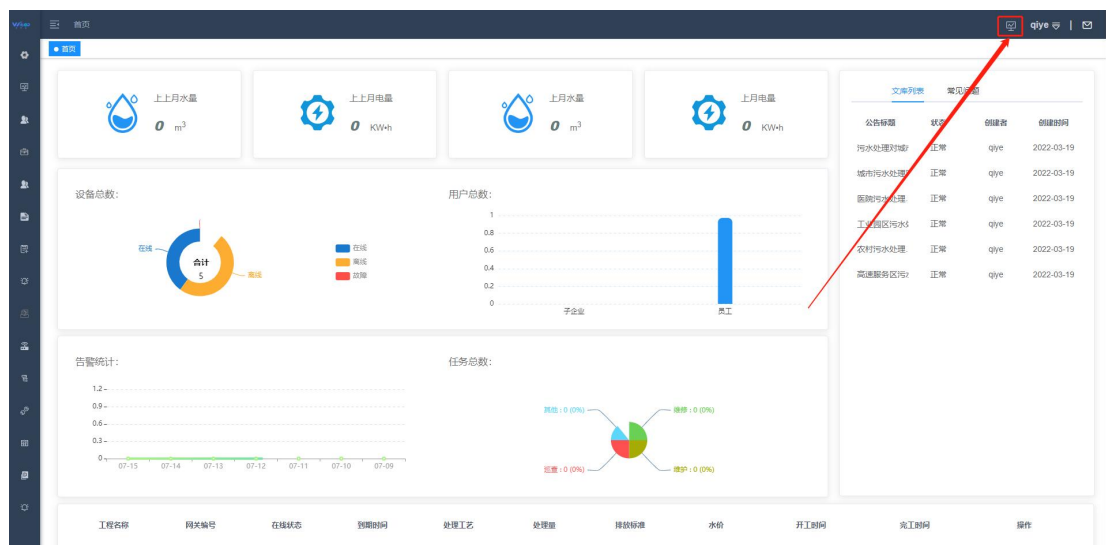 首页
qiye
首页
上上月水量
0 m³
上上月电量
0 KW•h
上月水量
0 m³
上月电量
0 KW•h
文库列表 常见问题
公告标题 状态 创建者 创建时间
污水处理对城 正常 qiye 2022-03-19
城市污水处理 正常 qiye 2022-03-19
医院污水处理. 正常 qiye 2022-03-19
工业园区污水 正常 qiye 2022-03-19
农村污水处理. 正常 qiye 2022-03-19
高速服务区污 正常 qiye 2022-03-19
设备总数:
在线
合计
5
离线
在线
离线
故障
用户总数:
1
0.8
0.6
0.4
0.2
0
子企业 员工
告警统计:
1.2
0.9
0.6
0.3
0
07-15 07-14 07-13 07-12 07-11 07-10 07-09
任务总数:
其他 : 0 (0%) 维修 : 0 (0%)
巡查 : 0 (0%) 维护 : 0 (0%)
工程名称 网关编号 在线状态 到期时间 处理工艺 处理量 排放标准 水价 开工时间 完工时间 操作